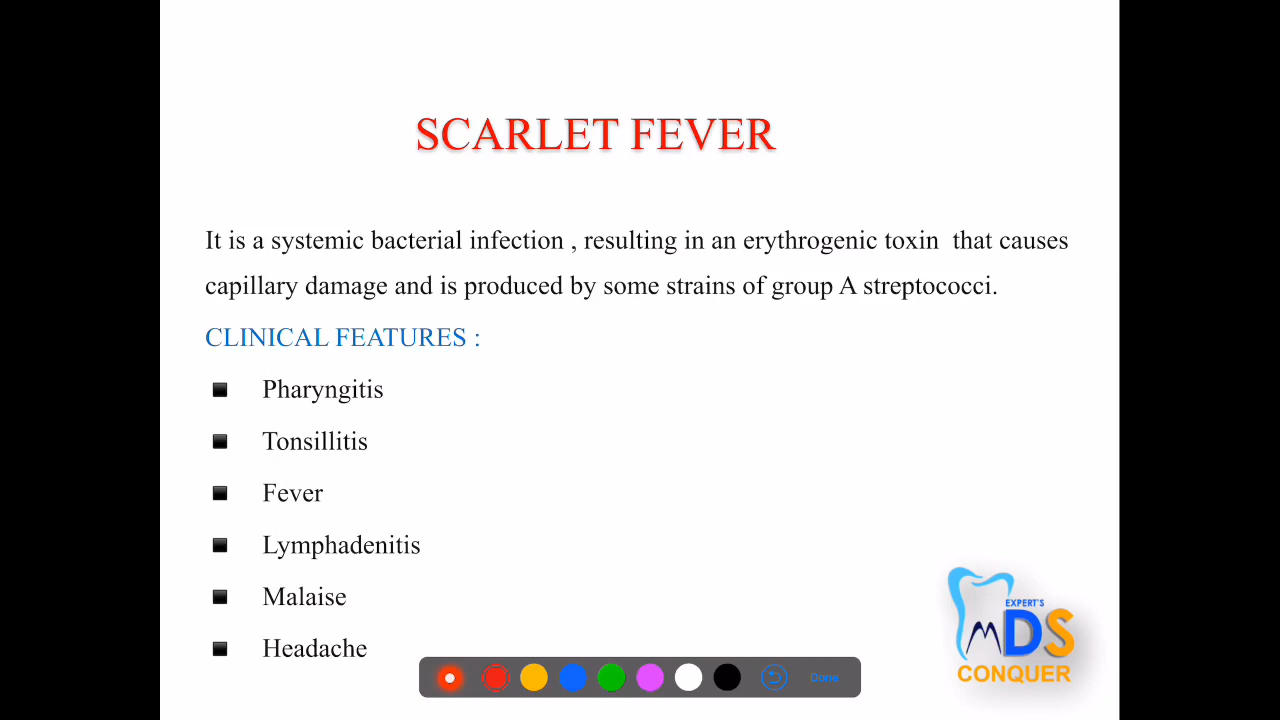 SCARLET FEVER
It is a systemic bacterial infection , resulting in an erythrogenic toxin  that causes
capillary damage and is produced by some strains of group A streptococci.
CLINICAL FEATURES :
Pharyngitis
Tonsillitis
Fever
Lymphadenitis
Malaise
Headache
EXPERT'S
MDS
CONQUER
Done